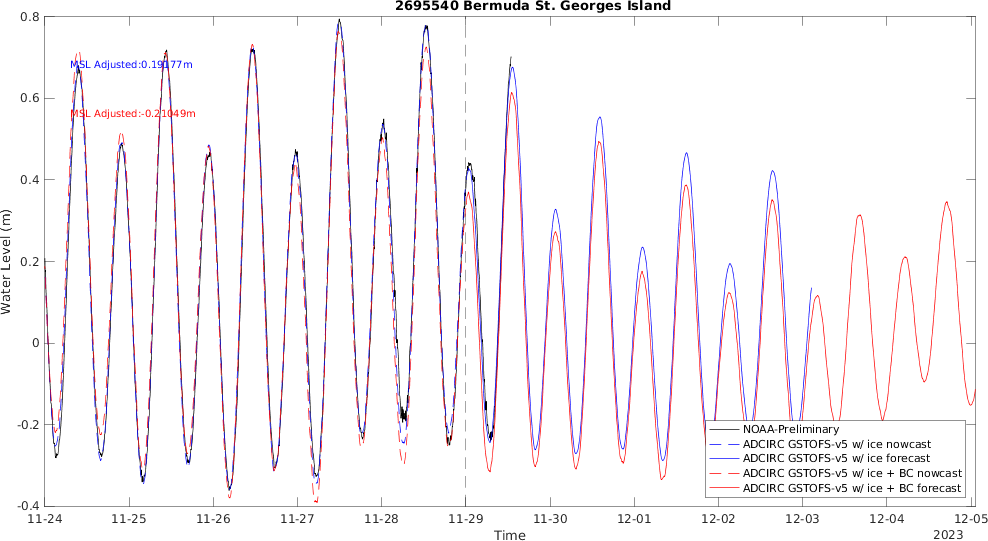 2695540 Bermuda St. Georges Island
0.8
0.6
0.4
0.2
0
-0.2
-0.4
Water Level (m)
MSL Adjusted:0.19177m
MSL Adjusted:-0.21049m
NOAA-Preliminary
ADCIRC GSTOFS-v5 w/ ice nowcast
ADCIRC GSTOFS-v5 w/ ice forecast
ADCIRC GSTOFS-v5 w/ ice + BC nowcast
ADCIRC GSTOFS-v5 w/ ice + BC forecast
11-24 11-25 11-26 11-27 11-28 11-29 11-30 12-01 12-02 12-03 12-04 12-05
Time
2023